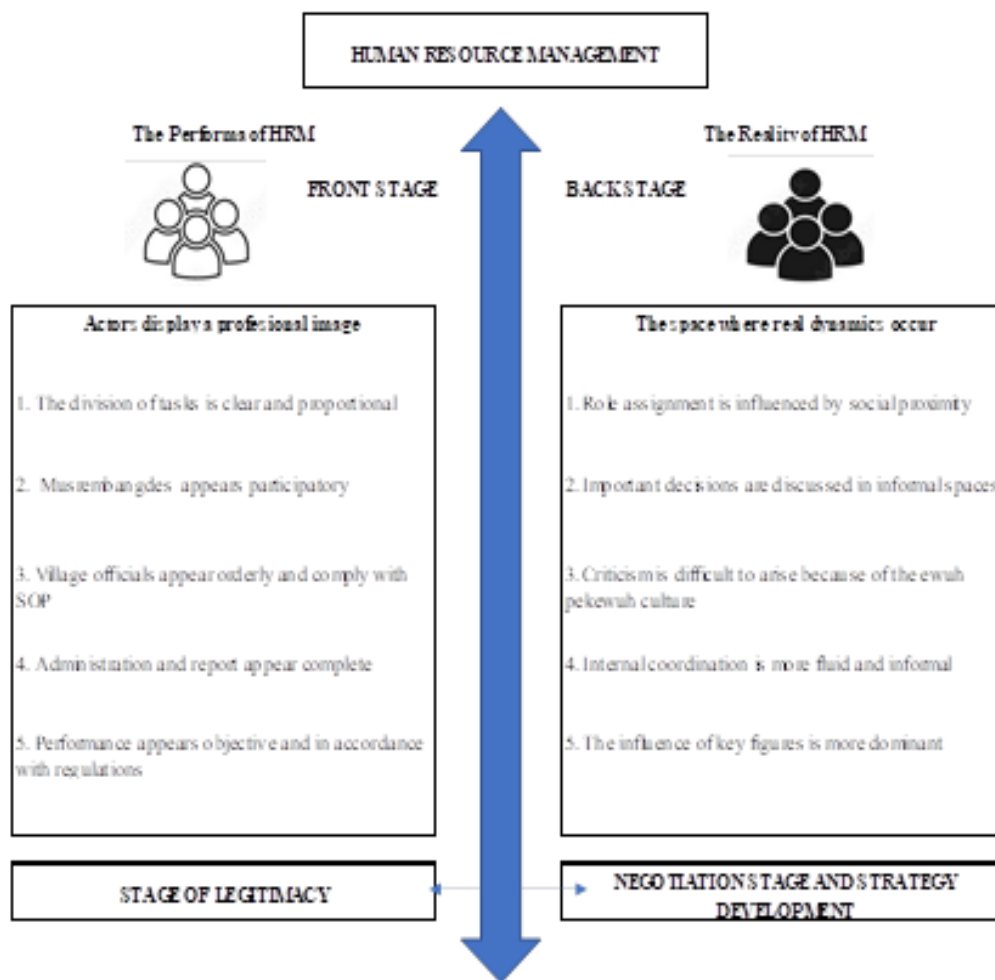 HUMAN RESOURCE MANAGEMENT
The Performs of HRM
FRONT STAGE
Actors display a profesional image
1. The division of tasks is clear and proportional
2. Musrembangdes appears participatory
3. Village officials appear orderly and comply with
SOP
4. Administration and report appear complete
5. Performance appears objective and in accordance
with regulations
STAGE OF LEGITIMACY
The Reality of HRM
BACK STAGE
The space where real dynamics occur
1. Role assignment is influenced by social proximity
2. Important decisions are discussed in informal spaces
3. Criticism is difficult to arise because of the ewuh
pekewuh culture
4. Internal coordination is more fluid and informal
5. The influence of key figures is more dominant
NEGOTIATION STAGE AND STRATEGY
DEVELOPMENT